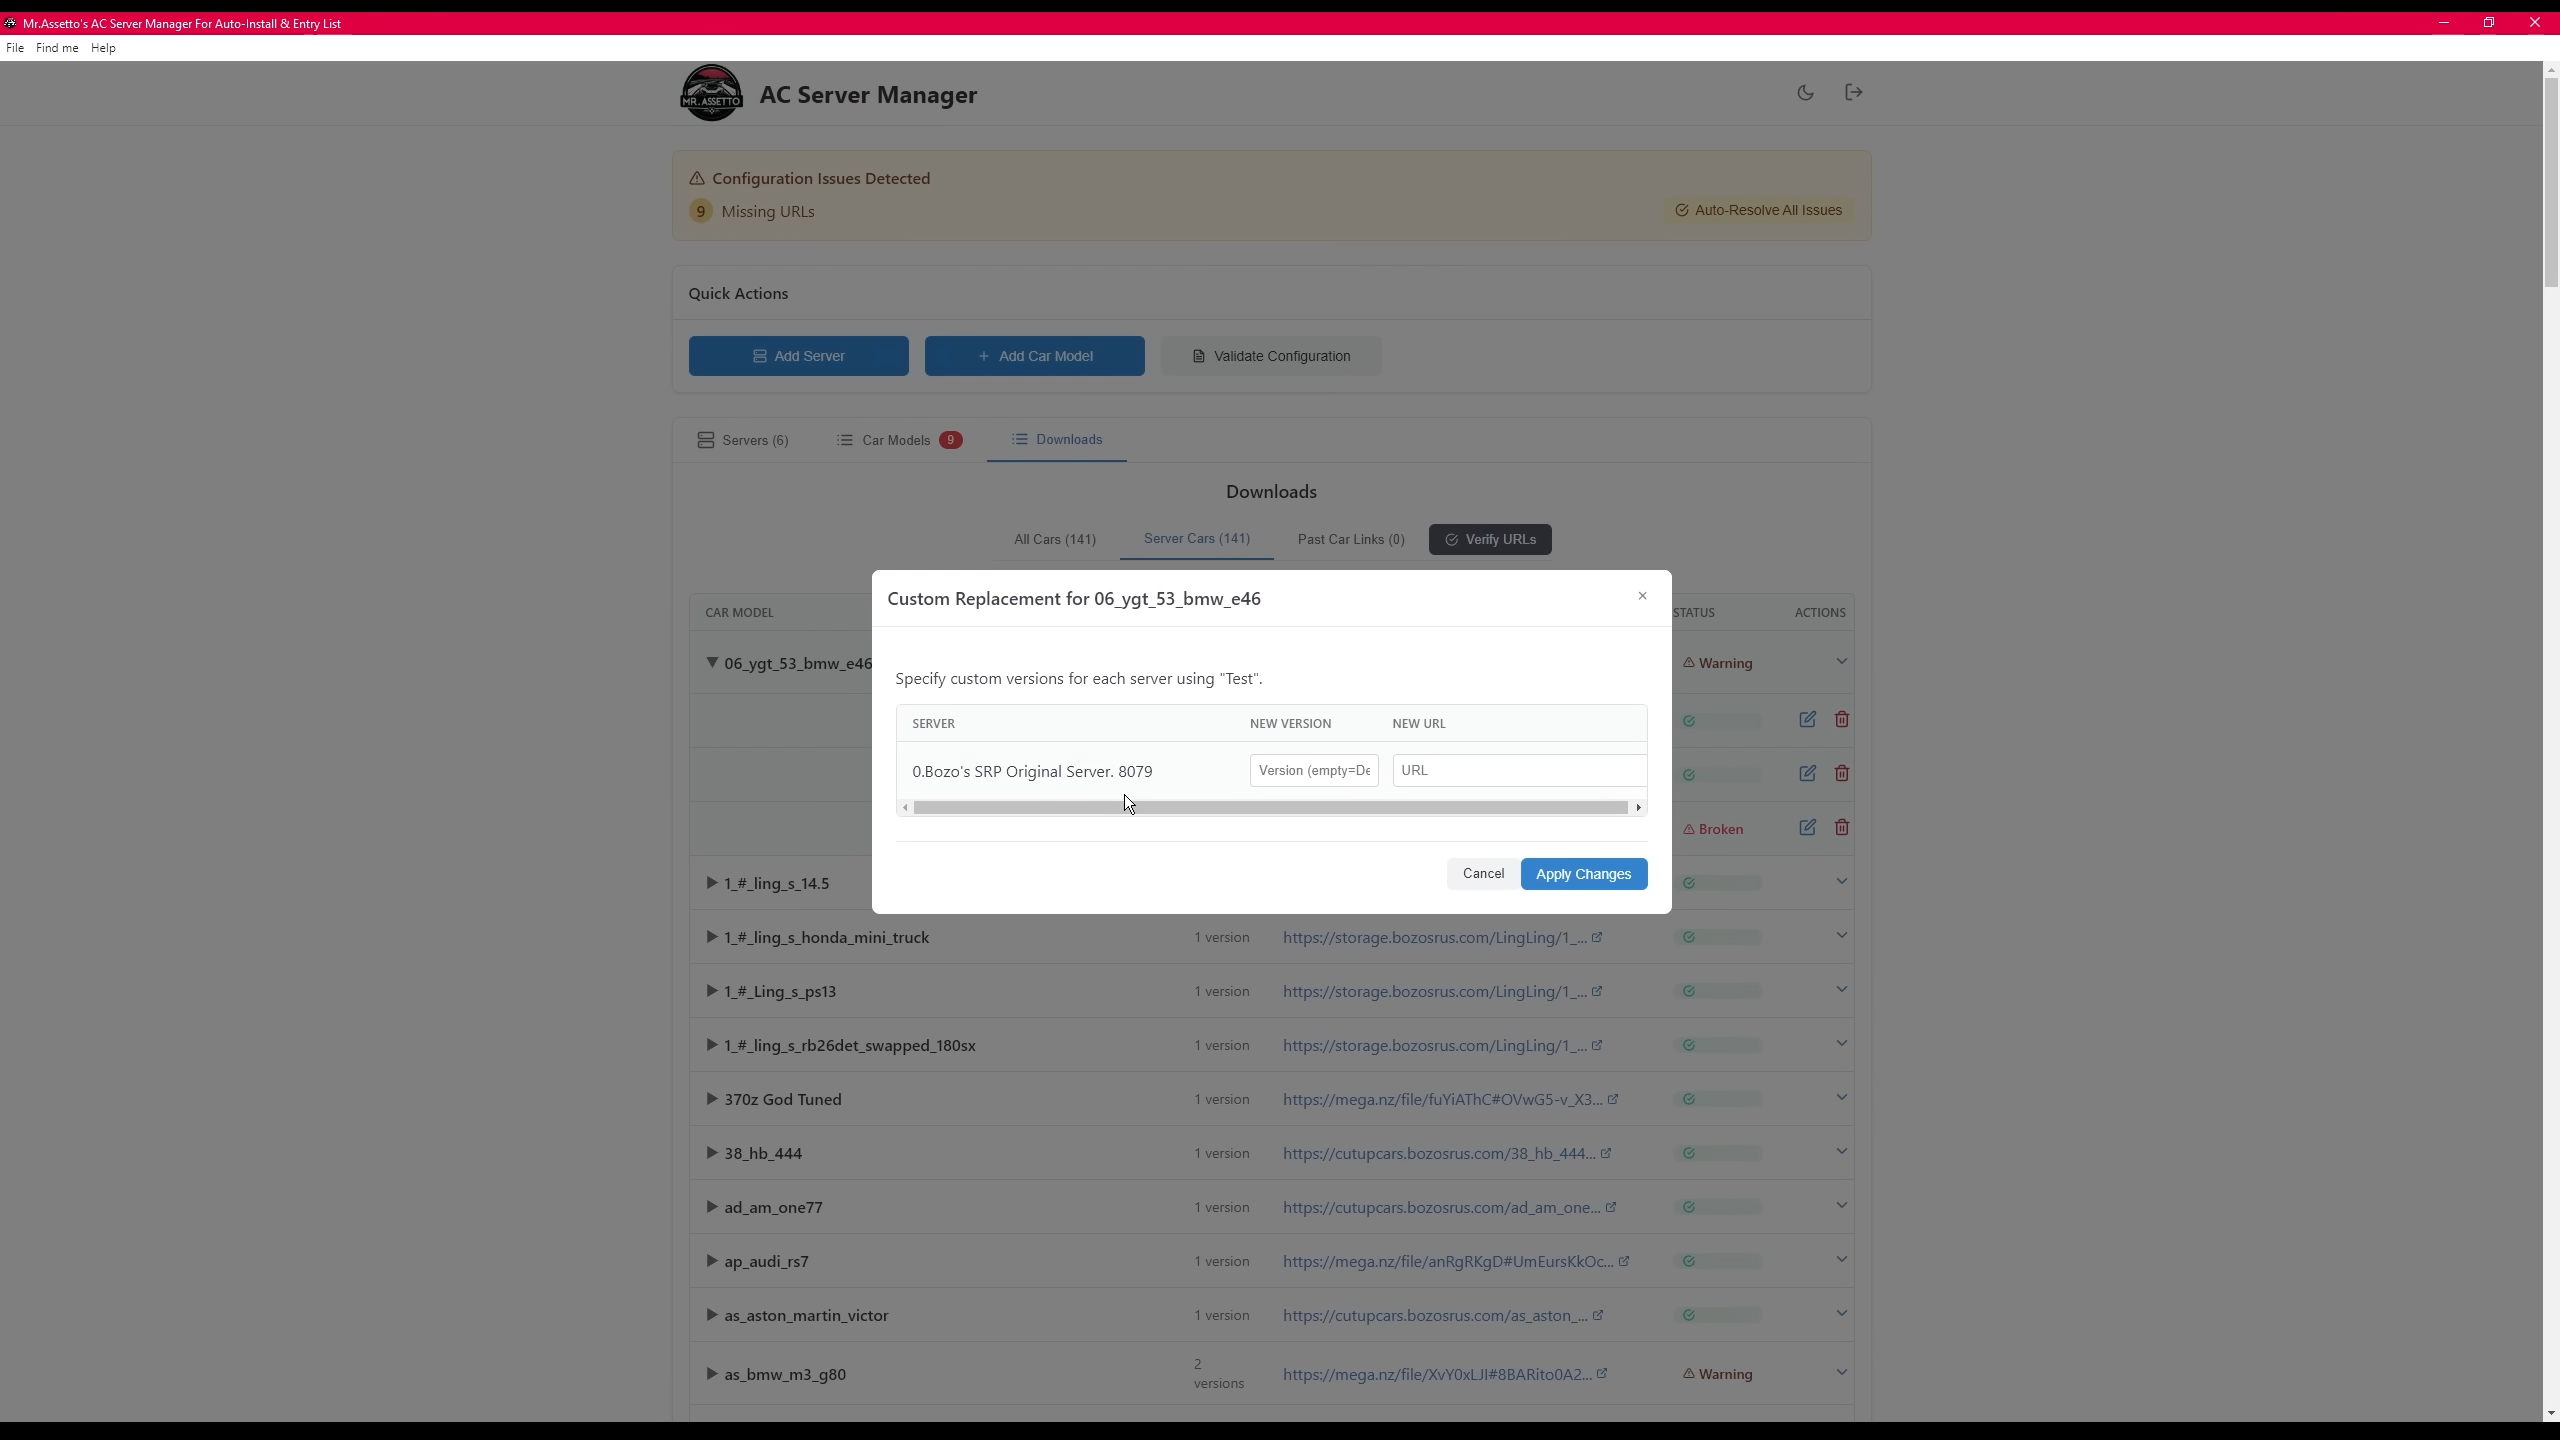 Mr.Assetto's AC Server Manager For Auto-Install & Entry List
File Find me Help
MR. ASSETTO
AC Server Manager
Configuration Issues Detected
9 Missing URLs
Auto-Resolve All Issues
Quick Actions
Add Server
+ Add Car Model
Validate Configuration
Servers (6)
Car Models 9
Downloads
Downloads
All Cars (141)
Server Cars (141)
Past Car Links (0)
Verify URLs
CAR MODEL
STATUS
ACTIONS
06_ygt_53_bmw_e46
Warning
Custom Replacement for 06_ygt_53_bmw_e46
×
Specify custom versions for each server using "Test".
SERVER NEW VERSION NEW URL
0.Bozo's SRP Original Server. 8079 Version (empty=De URL
Cancel
Apply Changes
Broken
1_#_ling_s_14.5
1_#_ling_s_honda_mini_truck 1 version https://storage.bozosrus.com/LingLing/1_...
1_#_Ling_s_ps13 1 version https://storage.bozosrus.com/LingLing/1_...
1_#_ling_s_rb26det_swapped_180sx 1 version https://storage.bozosrus.com/LingLing/1_...
370z God Tuned 1 version https://mega.nz/file/fuYiAThC#OVwG5-v_X3...
38_hb_444 1 version https://cutupcars.bozosrus.com/38_hb_444...
ad_am_one77 1 version https://cutupcars.bozosrus.com/ad_am_one...
ap_audi_rs7 1 version https://mega.nz/file/anRgRKgD#UmEursKkOc...
as_aston_martin_victor 1 version https://cutupcars.bozosrus.com/as_aston_...
as_bmw_m3_g80 2 versions https://mega.nz/file/XvY0xLJI#8BARito0A2... Warning